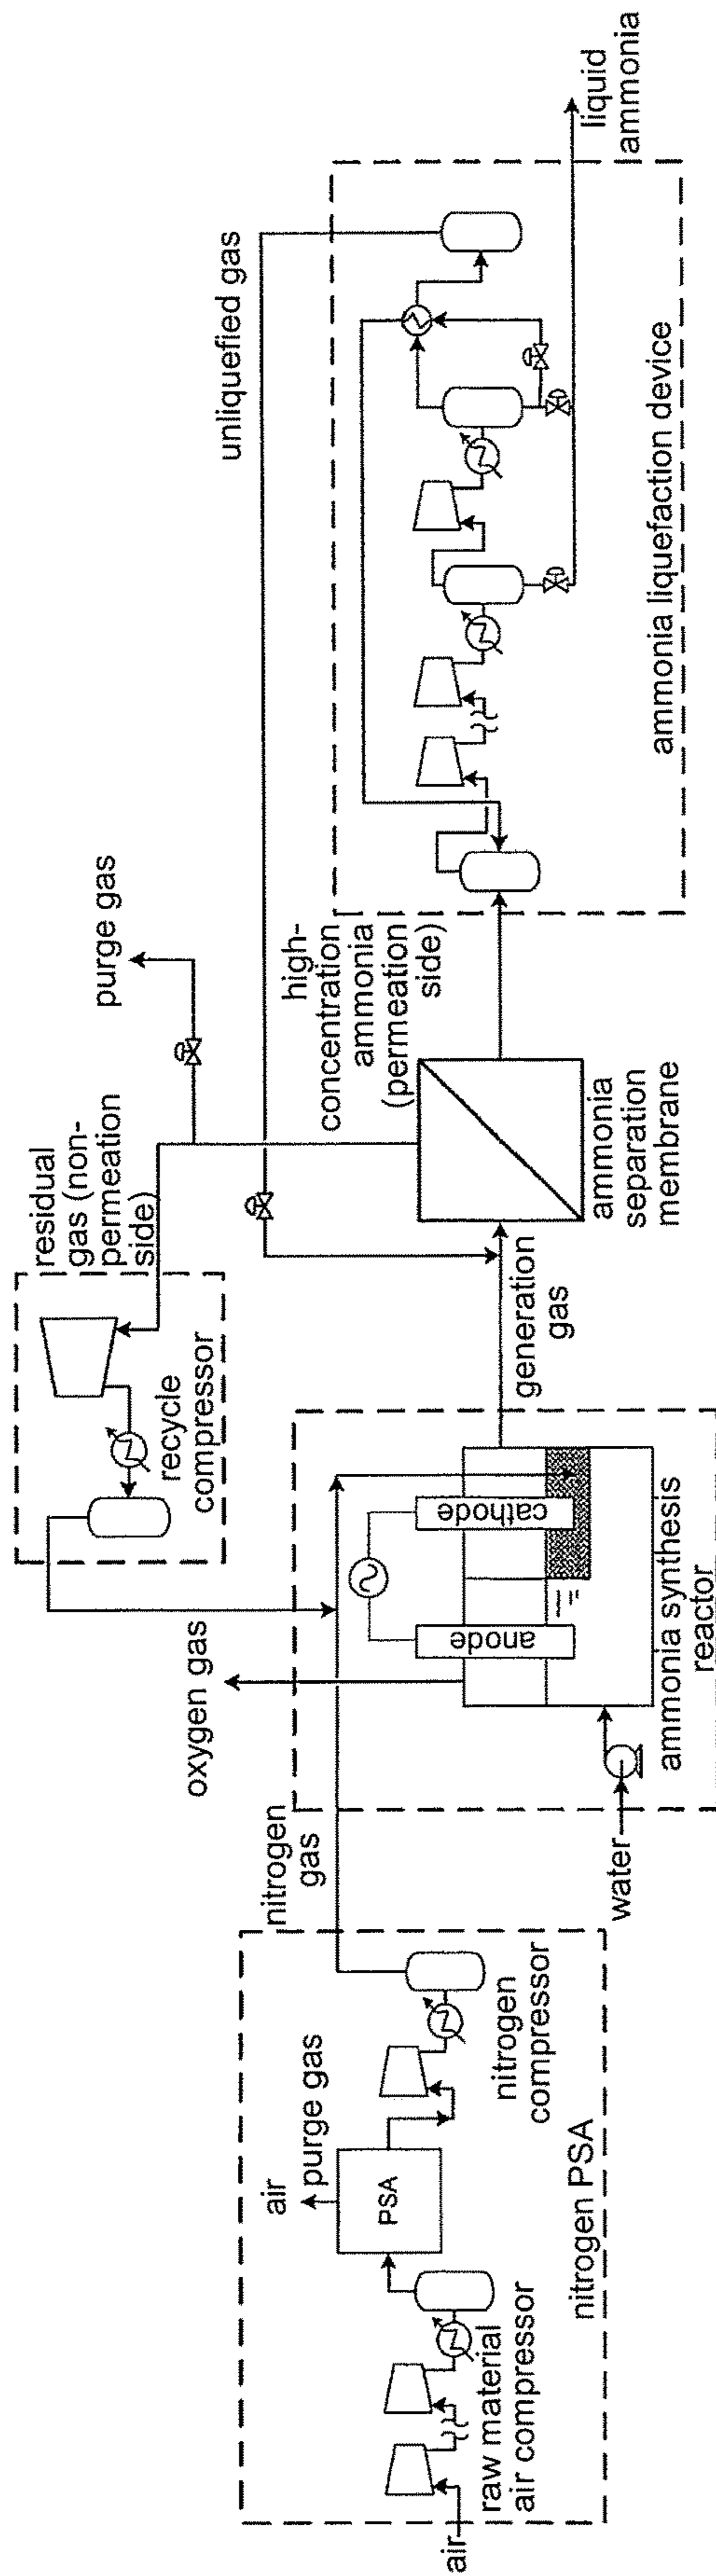 air
raw material
air compressor
air
purge gas
PSA
nitrogen
compressor
nitrogen PSA
nitrogen
gas
water
oxygen gas
anode
cathode
ammonia synthesis
reactor
recycle
compressor
residual
gas (non-
permeation
side)
purge gas
generation
gas
ammonia
separation
membrane
high-
concentration
ammonia
(permeation
side)
unliquefied gas
ammonia liquefaction device
liquid
ammonia